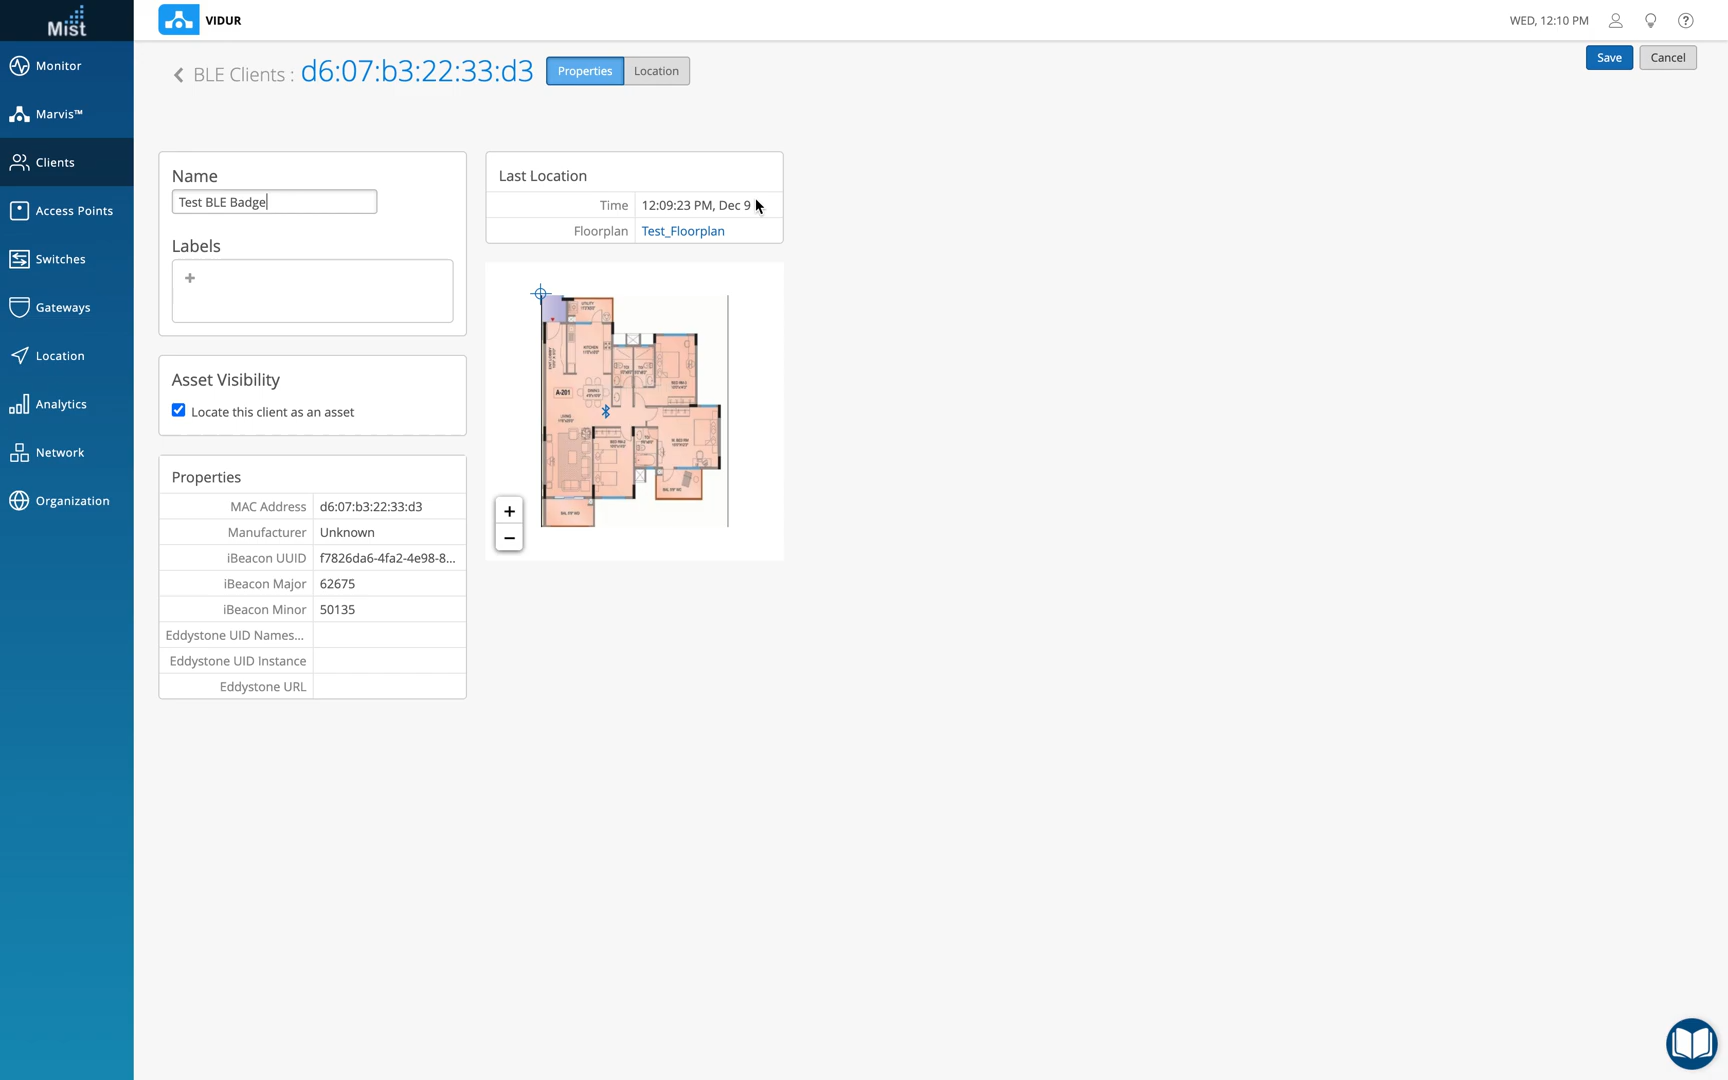 Mist
VIDUR
WED, 12:10 PM
Monitor
Marvis™
Clients
Access Points
Switches
Gateways
Location
Analytics
Network
Organization
BLE Clients : d6:07:b3:22:33:d3
Properties
Location
Save
Cancel
Name
Test BLE Badge
Labels
+
Asset Visibility
Locate this client as an asset
Properties
MAC Address d6:07:b3:22:33:d3
Manufacturer Unknown
iBeacon UUID f7826da6-4fa2-4e98-8...
iBeacon Major 62675
iBeacon Minor 50135
Eddystone UID Names...
Eddystone UID Instance
Eddystone URL
Last Location
Time 12:09:23 PM, Dec 9
Floorplan Test_Floorplan
UTILITY
KITCHEN
A-201
DINING
LIVING
+
−